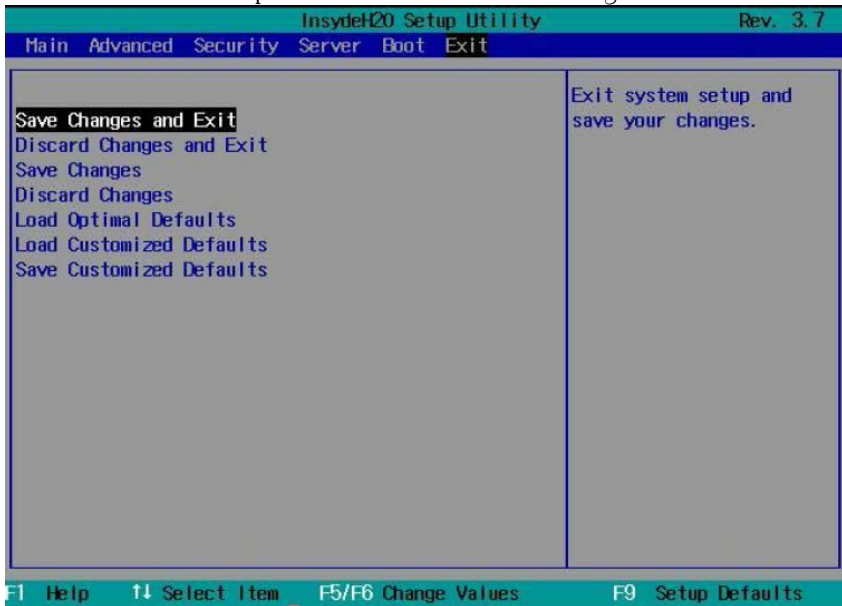 InsydeH20 Setup Utility Rev. 3.7
Main Advanced Security Server Boot Exit
Save Changes and Exit
Discard Changes and Exit
Save Changes
Discard Changes
Load Optimal Defaults
Load Customized Defaults
Save Customized Defaults
Exit system setup and
save your changes.
F1 Help ↑↓ Select Item F5/F6 Change Values F9 Setup Defaults